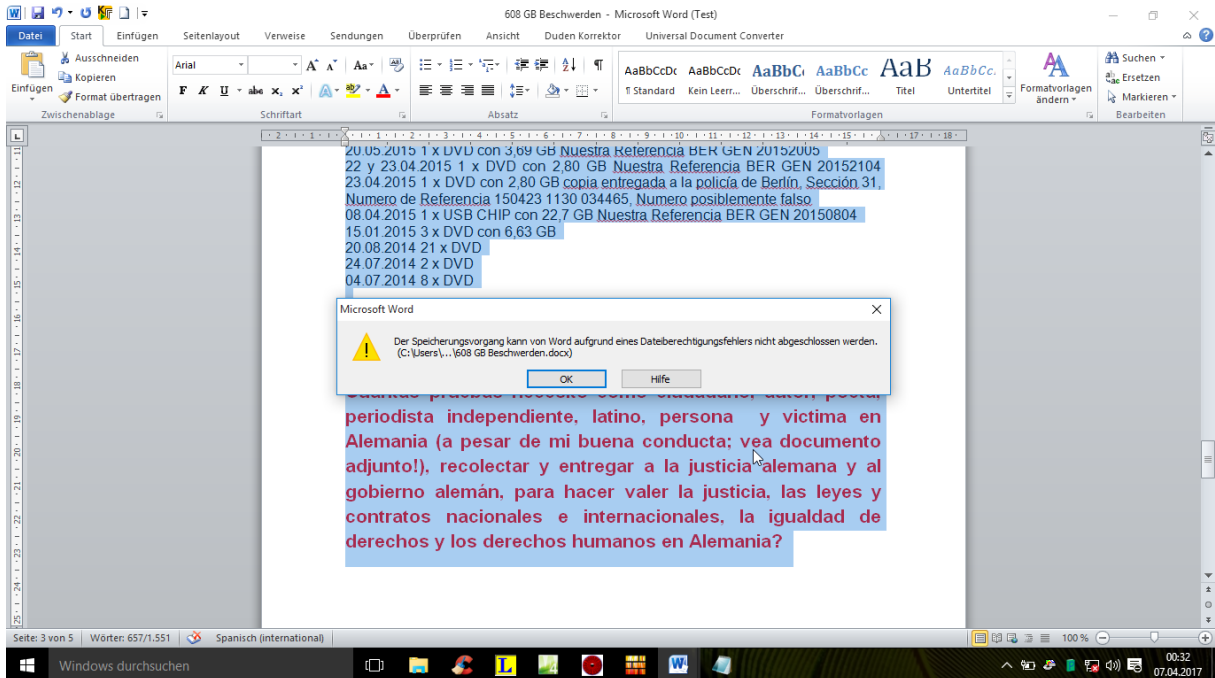 608 GB Beschwerden - Microsoft Word (Test)
Datei Start Einfügen Seitenlayout Verweise Sendungen Überprüfen Ansicht Duden Korrektor Universal Document Converter
Einfügen
Ausschneiden
Kopieren
Format übertragen
Zwischenablage
Arial
F K U abe x₂ x²
Aa
Schriftart
Absatz
AaBbCcDc AaBbCcDc AaBbC AaBbCc AaB AaBbCc.
¶ Standard Kein Leerr... Überschrif... Überschrif... Titel Untertitel
Formatvorlagen
Formatvorlagen
ändern
Suchen
Ersetzen
Markieren
Bearbeiten
20.05.2015 1 x DVD con 3,69 GB Nuestra Referencia BER GEN 20152005
22 y 23.04.2015 1 x DVD con 2,80 GB Nuestra Referencia BER GEN 20152104
23.04.2015 1 x DVD con 2,80 GB copia entregada a la policía de Berlín, Sección 31,
Numero de Referencia 150423 1130 034465, Numero posiblemente falso
08.04.2015 1 x USB CHIP con 22,7 GB Nuestra Referencia BER GEN 20150804
15.01.2015 3 x DVD con 6,63 GB
20.08.2014 21 x DVD
24.07.2014 2 x DVD
04.07.2014 8 x DVD
Microsoft Word
Der Speicherungsvorgang kann von Word aufgrund eines Dateiberechtigungsfehlers nicht abgeschlossen werden.
(C:\Users\...\608 GB Beschwerden.docx)
OK Hilfe
periodista independiente, latino, persona y victima en
Alemania (a pesar de mi buena conducta; vea documento
adjunto!), recolectar y entregar a la justicia alemana y al
gobierno alemán, para hacer valer la justicia, las leyes y
contratos nacionales e internacionales, la igualdad de
derechos y los derechos humanos en Alemania?
Seite: 3 von 5 Wörter: 657/1.551 Spanisch (international) 100 %
Windows durchsuchen
00:32
07.04.2017